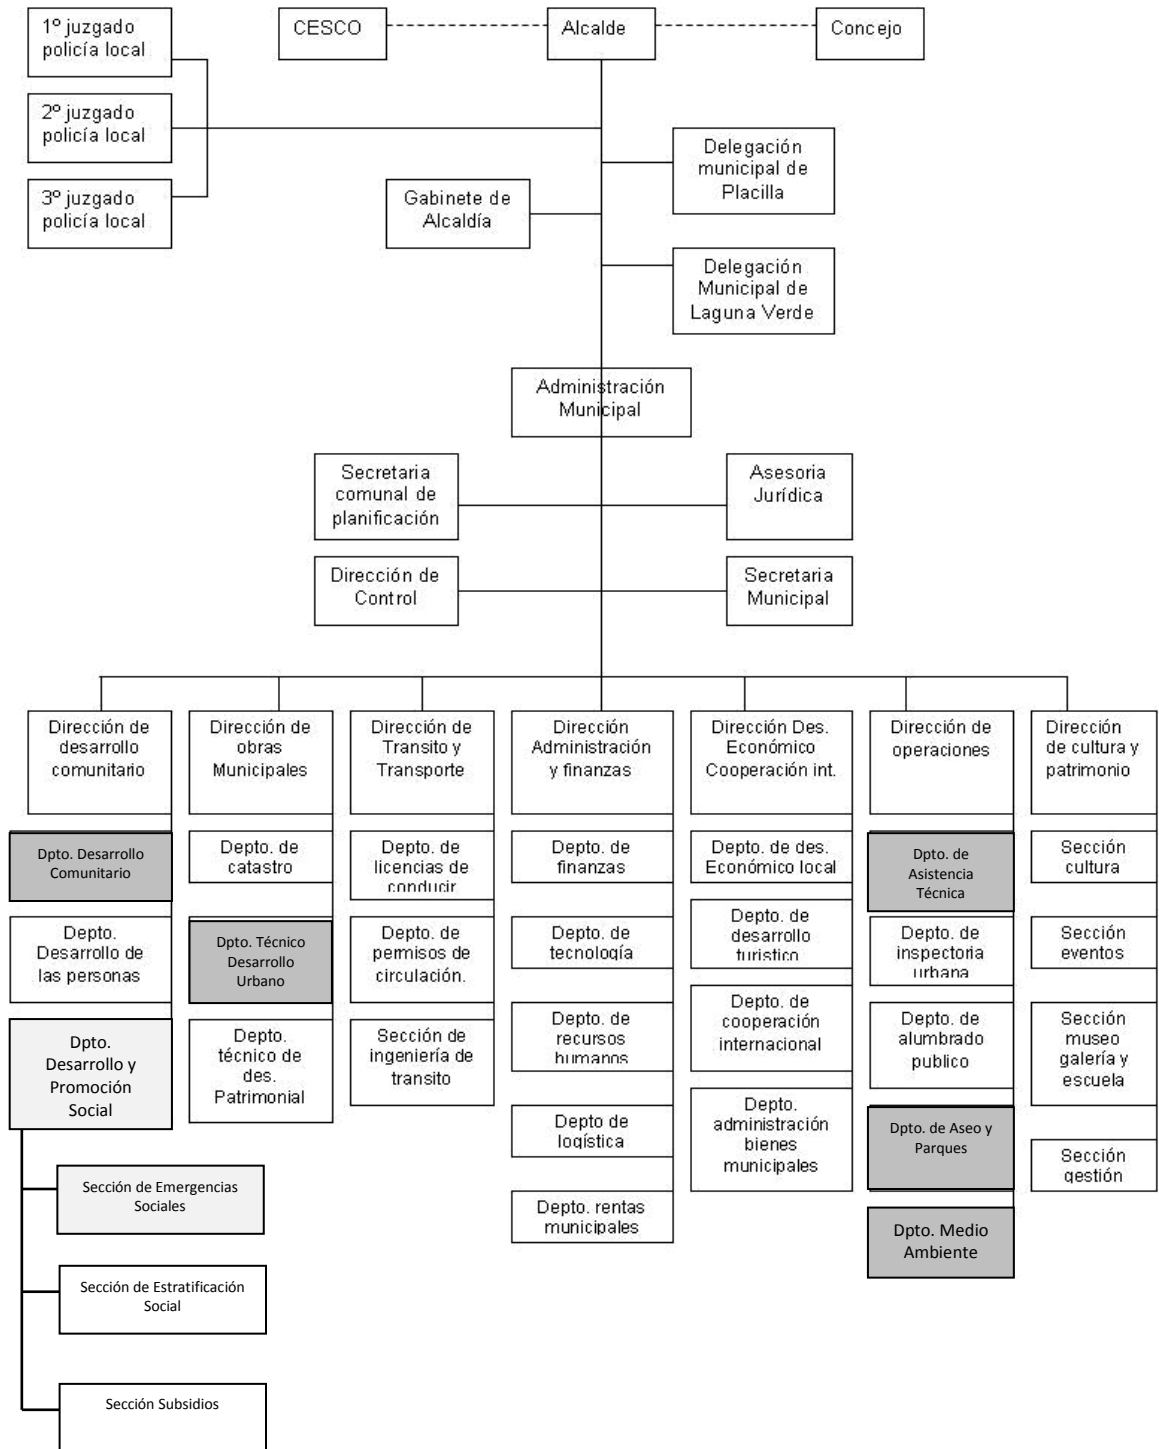 1º juzgado
policía local
CESCO
Alcalde
Concejo
2º juzgado
policía local
3º juzgado
policía local
Delegación
municipal de
Placilla
Gabinete de
Alcaldía
Delegación
Municipal de
Laguna Verde
Administración
Municipal
Secretaria
comunal de
planificación
Asesoria
Jurídica
Dirección de
Control
Secretaria
Municipal
Dirección de
desarrollo
comunitario
Dirección de
obras
Municipales
Dirección de
Transito y
Transporte
Dirección
Administración
y finanzas
Dirección Des.
Económico
Cooperación int.
Dirección de
operaciones
Dirección
de cultura y
patrimonio
Dpto. Desarrollo
Comunitario
Depto. de
catastro
Depto. de
licencias de
conducir
Depto. de
finanzas
Depto. de des.
Económico local
Dpto. de
Asistencia
Técnica
Sección
cultura
Depto.
Desarrollo de
las personas
Dpto. Técnico
Desarrollo
Urbano
Depto. de
permisos de
circulación.
Depto. de
tecnología
Depto. de
desarrollo
turistico
Depto. de
inspectoria
urbana
Sección
eventos
Dpto.
Desarrollo y
Promoción
Social
Depto.
técnico de
des.
Patrimonial
Sección de
ingeniería de
transito
Depto. de
recursos
humanos
Depto. de
cooperación
internacional
Depto. de
alumbrado
publico
Sección
museo
galería y
escuela
Depto de
logística
Depto.
administración
bienes
municipales
Dpto. de Aseo y
Parques
Sección
gestión
Depto. rentas
municipales
Dpto. Medio
Ambiente
Sección de Emergencias
Sociales
Sección de Estratificación
Social
Sección Subsidios